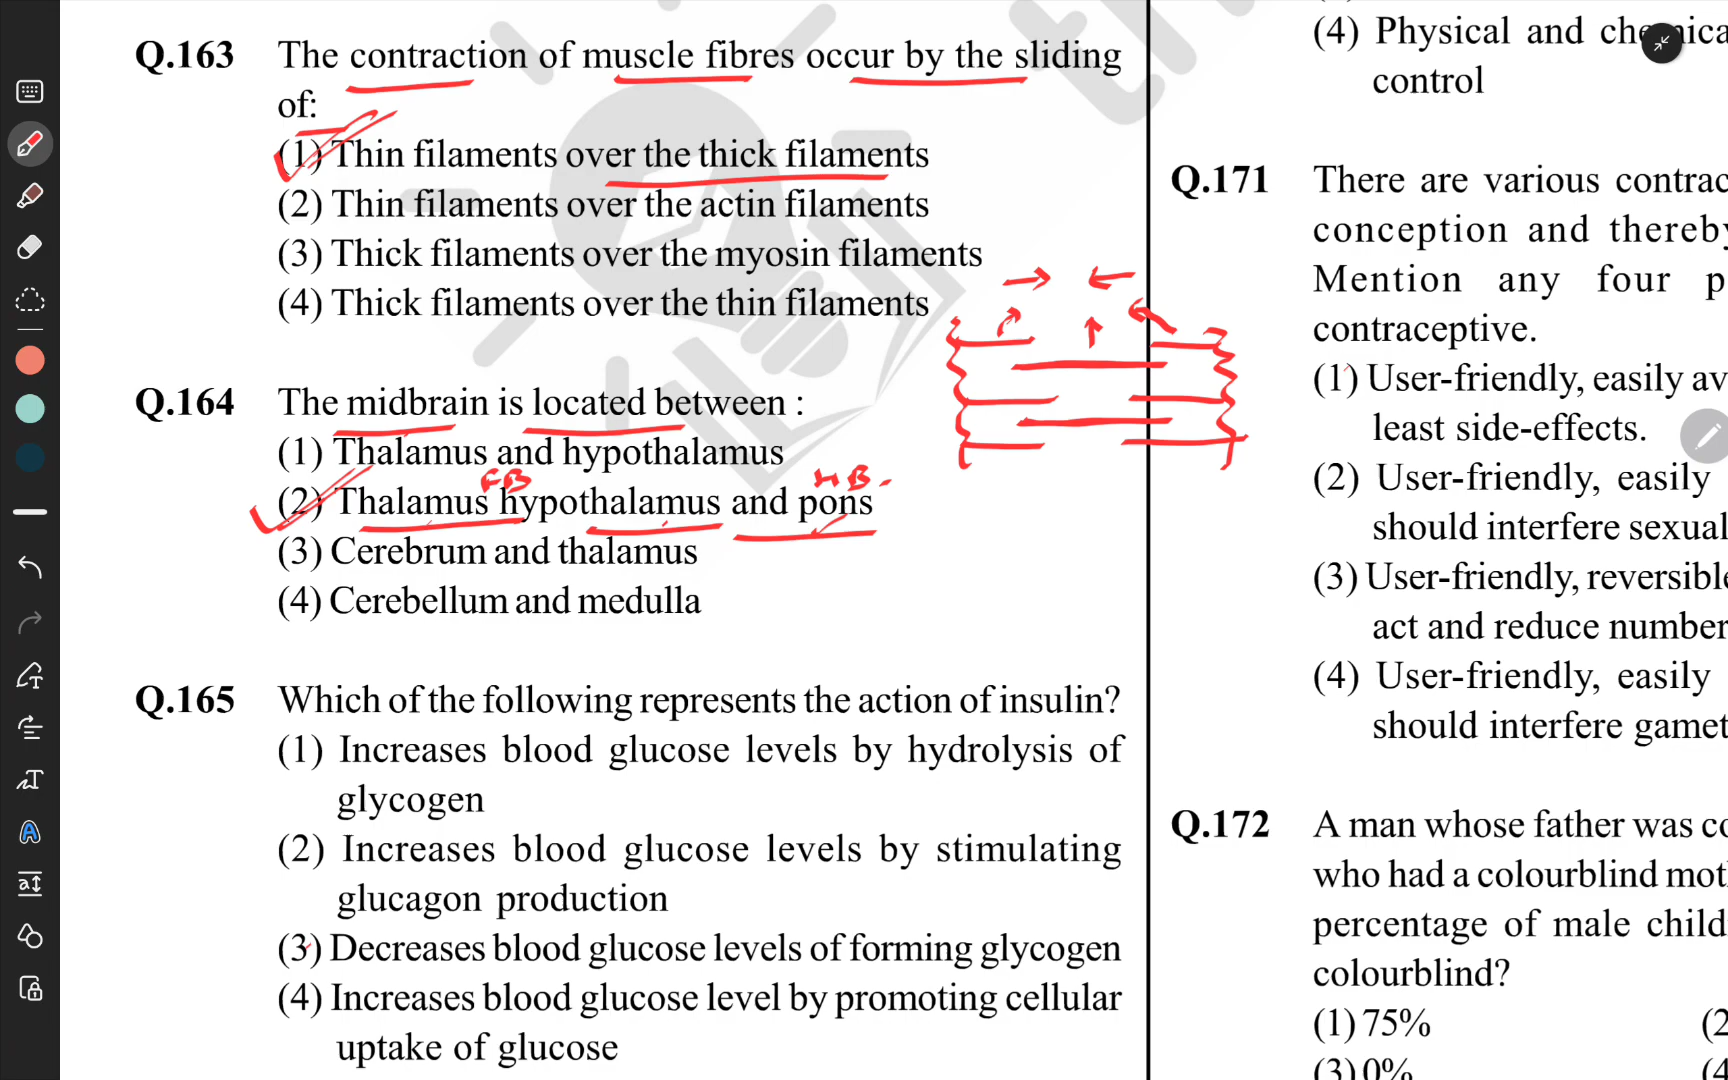 Q.163 The contraction of muscle fibres occur by the sliding
of:
(1) Thin filaments over the thick filaments
(2) Thin filaments over the actin filaments
(3) Thick filaments over the myosin filaments
(4) Thick filaments over the thin filaments
Q.164 The midbrain is located between :
(1) Thalamus and hypothalamus
FB HB.
(2) Thalamus hypothalamus and pons
(3) Cerebrum and thalamus
(4) Cerebellum and medulla
Q.165 Which of the following represents the action of insulin?
(1) Increases blood glucose levels by hydrolysis of
glycogen
(2) Increases blood glucose levels by stimulating
glucagon production
(3) Decreases blood glucose levels of forming glycogen
(4) Increases blood glucose level by promoting cellular
uptake of glucose
(4) Physical and
control
Q.171 There are various
conception and
Mention any four
contraceptive.
(1) User-friendly, easily
least side-effects.
(2) User-friendly, easily
should interfere
(3) User-friendly,
act and reduce
(4) User-friendly, easily
should interfere
Q.172 A man whose father was
who had a colourblind
percentage of male
colourblind?
(1) 75%
(3) 0%